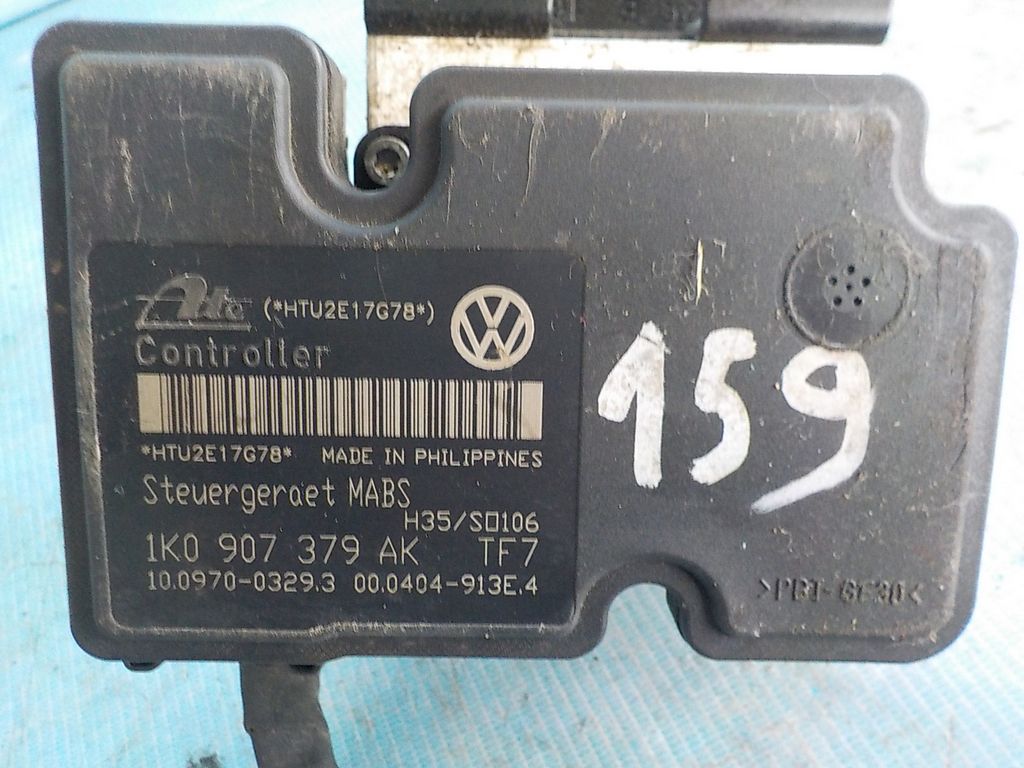 Ate (*HTU2E17G78*)
Controller
*HTU2E17G78* MADE IN PHILIPPINES
Steuergeraet MABS
H35/S□106
1K0 907 379 AK TF7
10.0970-0329.3 00.0404-913E.4
159
>PBT-GF30<